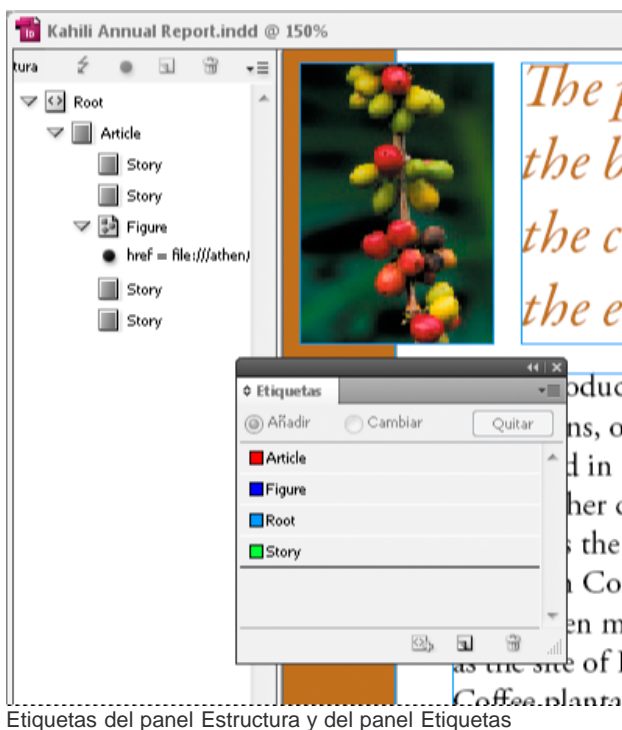 Kahili Annual Report.indd @ 150%
tura
Root
Article
Story
Story
Figure
href = file:///athen/
Story
Story
The
the b
the c
the e
Etiquetas
Añadir
Cambiar
Quitar
Article
Figure
Root
Story
oduc
ns, o
d in
her
the
Co
en m
as the site of
Coffee planta
Etiquetas del panel Estructura y del panel Etiquetas